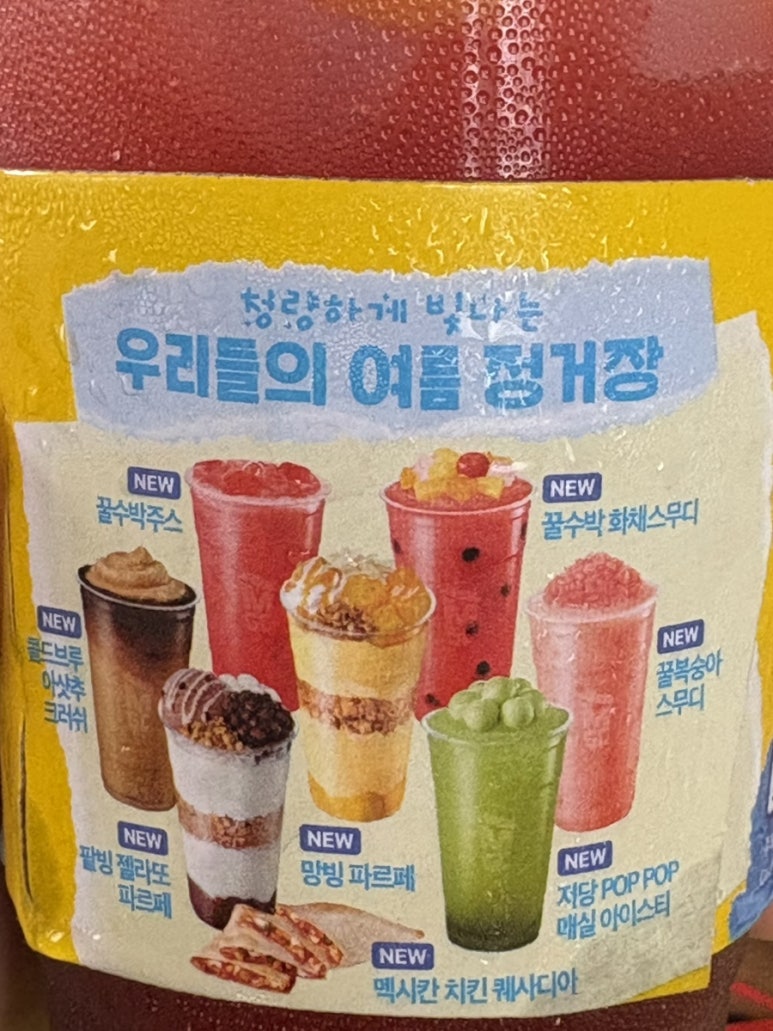 청량하게 빛나는
우리들의 여름 정거장
NEW
꿀수박주스
NEW
꿀수박 화채스무디
NEW
콜드브루
아샷추
크러쉬
NEW
꿀복숭아
스무디
NEW
팥빙 젤라또
파르페
NEW
망빙 파르페
NEW
저당 POP POP
매실 아이스티
NEW
멕시칸 치킨 퀘사디아